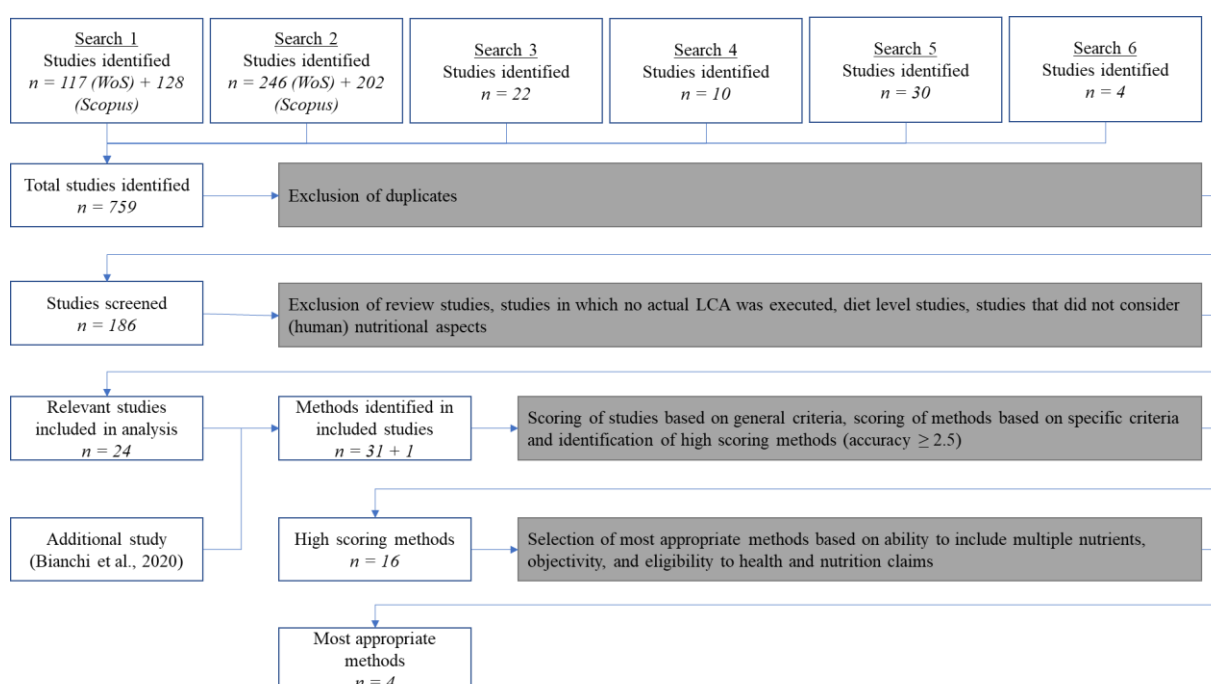 Search 1
Studies identified
n = 117 (WoS) + 128
(Scopus)
Search 2
Studies identified
n = 246 (WoS) + 202
(Scopus)
Search 3
Studies identified
n = 22
Search 4
Studies identified
n = 10
Search 5
Studies identified
n = 30
Search 6
Studies identified
n = 4
Total studies identified
n = 759
Exclusion of duplicates
Studies screened
n = 186
Exclusion of review studies, studies in which no actual LCA was executed, diet level studies, studies that did not consider
(human) nutritional aspects
Relevant studies
included in analysis
n = 24
Methods identified in
included studies
n = 31 + 1
Scoring of studies based on general criteria, scoring of methods based on specific criteria
and identification of high scoring methods (accuracy ≥ 2.5)
Additional study
(Bianchi et al., 2020)
High scoring methods
n = 16
Selection of most appropriate methods based on ability to include multiple nutrients,
objectivity, and eligibility to health and nutrition claims
Most appropriate
methods
n = 4